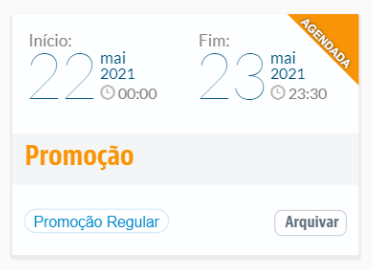 Início:
22 mai
2021
00:00
Fim:
23 mai
2021
23:30
AGENDADA
Promoção
Promoção Regular
Arquivar